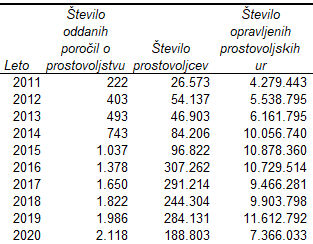 Število Število
oddanih opravljenih
poročil o Število prostovoljskih
Leto prostovoljstvu prostovoljcev ur
2011 222 26.573 4.279.443
2012 403 54.137 5.538.795
2013 493 46.903 6.161.795
2014 743 84.206 10.056.740
2015 1.037 96.822 10.878.360
2016 1.378 307.262 10.729.514
2017 1.650 291.214 9.466.281
2018 1.822 244.304 9.903.798
2019 1.986 284.131 11.612.792
2020 2.118 188.803 7.366.033